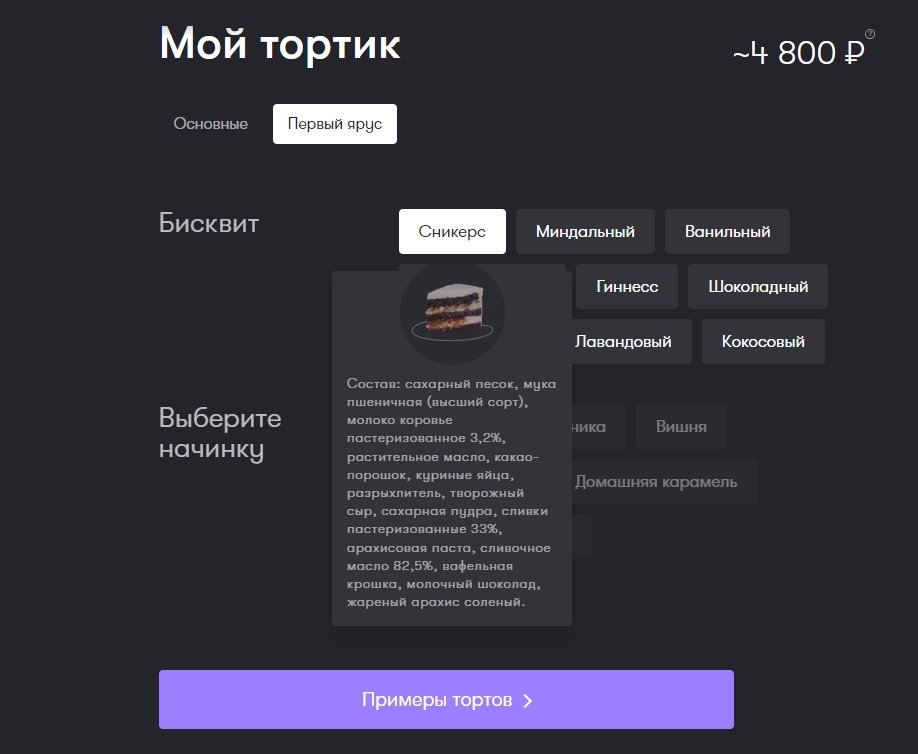 Мой тортик
~4 800 ₽
Основные
Первый ярус
Бисквит
Сникерс
Миндальный
Ванильный
Гиннесс
Шоколадный
Лавандовый
Кокосовый
Состав: сахарный песок, мука
пшеничная (высший сорт),
молоко коровье
пастеризованное 3,2%,
растительное масло, какао-
порошок, куриные яйца,
разрыхлитель, творожный
сыр, сахарная пудра, сливки
пастеризованные 33%,
арахисовая паста, сливочное
масло 82,5%, вафельная
крошка, молочный шоколад,
жареный арахис соленый.
Выберите
начинку
Вишня
Домашняя карамель
Примеры тортов